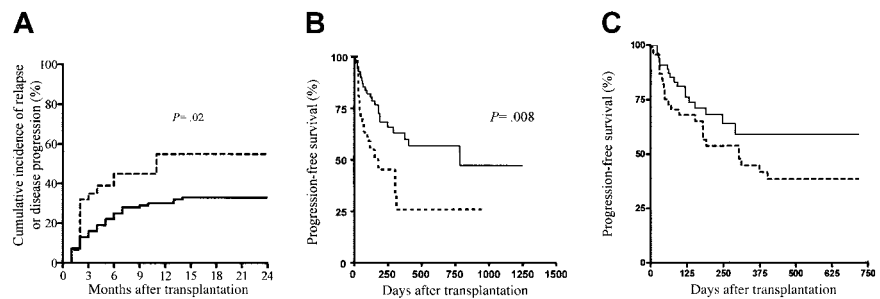 A
Cumulative incidence of relapse
or disease progression (%)
100
80
60
40
20
0
P= .02
0 3 6 9 12 15 18 21 24
Months after transplantation
B
Progression-free survival (%)
100
75
50
25
0
P= .008
0 250 500 750 1000 1250 1500
Days after transplantation
C
Progression-free survival (%)
100
75
50
25
0
0 125 250 375 500 625 750
Days after transplantation